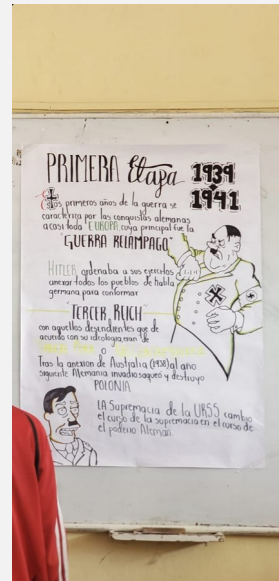 PRIMERA Etapa 1939
1941
Los primeros años de la guerra se
caracteriza por las conquistas alemanas
a casi toda "EUROPA" cuya principal fue la
"GUERRA RELAMPAGO"
HITLER ordenaba a sus ejercitos
unexar todos los pueblos de habla
germana para conformar
"TERCER REICH"
con aquellos descendientes que de
acuerdo con su ideologia eran de
o
Tras la anexion de Australia (1938) al año
siguiente Alemania invadio saqueo y destruyo
POLONIA
LA Supremacia de la URSS cambio
el curso de la supremacia en el curso de
el poderio Aleman.